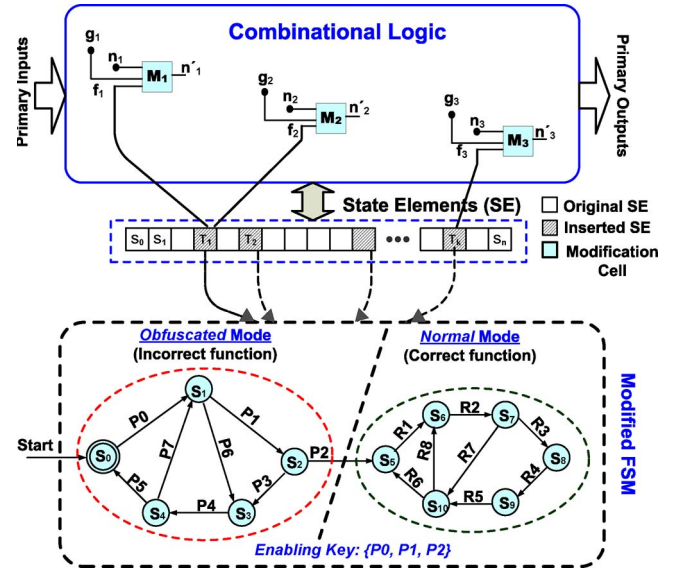 Combinational Logic
Primary Inputs
Primary Outputs
g1
n1
M1
n´1
f1
g2
n2
M2
n´2
f2
g3
n3
M3
n´3
f3
State Elements (SE)
S0 S1 T1 T2 ••• Tk Sn
Original SE
Inserted SE
Modification
Cell
Obfuscated Mode
(Incorrect function)
Normal Mode
(Correct function)
Modified FSM
Start
S0
S1
S2
S3
S4
P0
P1
P2
P3
P4
P5
P6
P7
S5
S6
S7
S8
S9
S10
R1
R2
R3
R4
R5
R6
R7
R8
Enabling Key: {P0, P1, P2}